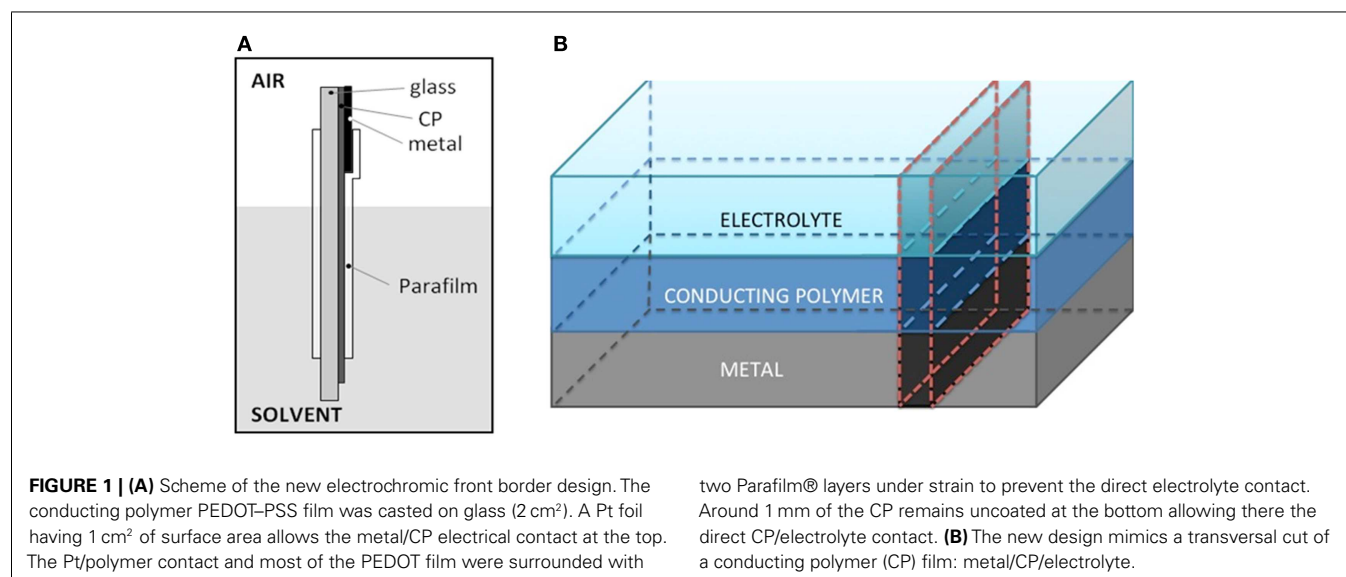 A
AIR
glass
CP
metal
Parafilm
SOLVENT
B
ELECTROLYTE
CONDUCTING POLYMER
METAL
FIGURE 1 | (A) Scheme of the new electrochromic front border design. The
conducting polymer PEDOT–PSS film was casted on glass (2 cm²). A Pt foil
having 1 cm² of surface area allows the metal/CP electrical contact at the top.
The Pt/polymer contact and most of the PEDOT film were surrounded with
two Parafilm® layers under strain to prevent the direct electrolyte contact.
Around 1 mm of the CP remains uncoated at the bottom allowing there the
direct CP/electrolyte contact. (B) The new design mimics a transversal cut of
a conducting polymer (CP) film: metal/CP/electrolyte.